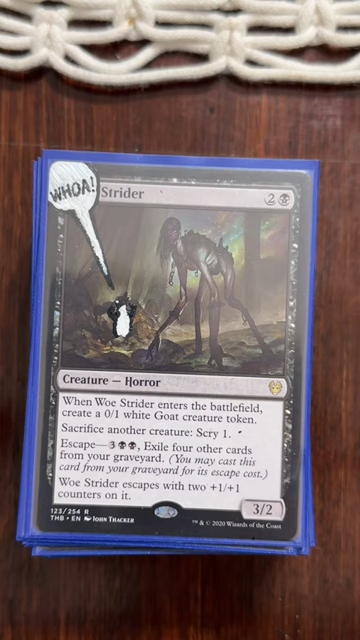 WHOA!
Strider
2
Creature — Horror
When Woe Strider enters the battlefield,
create a 0/1 white Goat creature token.
Sacrifice another creature: Scry 1.
Escape—3, Exile four other cards
from your graveyard. (You may cast this
card from your graveyard for its escape cost.)
Woe Strider escapes with two +1/+1
counters on it.
3/2
123/254 R
THB • EN JOHN THACKER
™ & © 2020 Wizards of the Coast